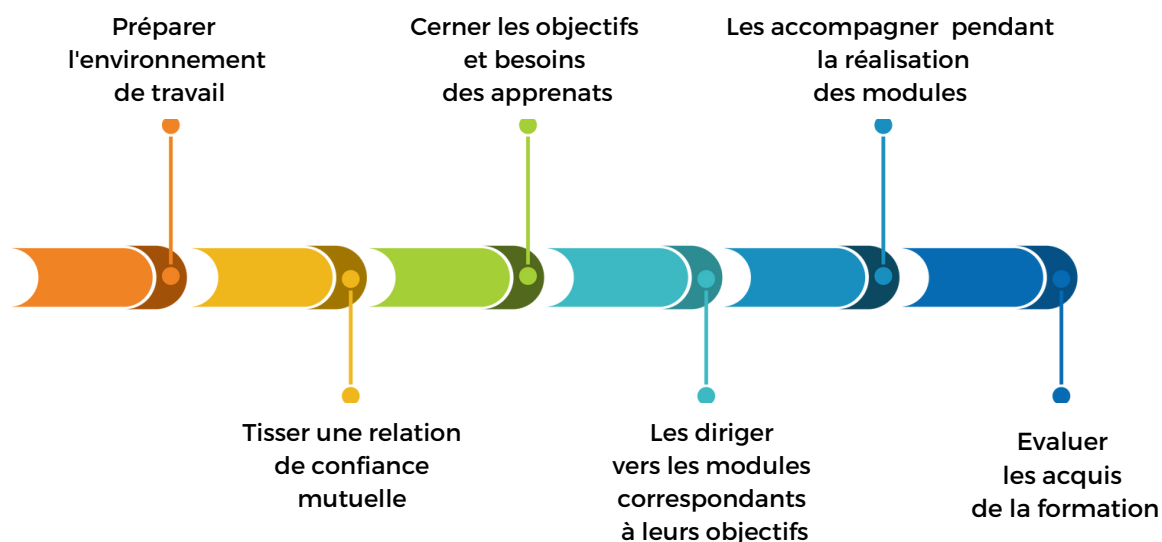 Préparer
l'environnement
de travail
Cerner les objectifs
et besoins
des apprenats
Les accompagner pendant
la réalisation
des modules
Tisser une relation
de confiance
mutuelle
Les diriger
vers les modules
correspondants
à leurs objectifs
Evaluer
les acquis
de la formation